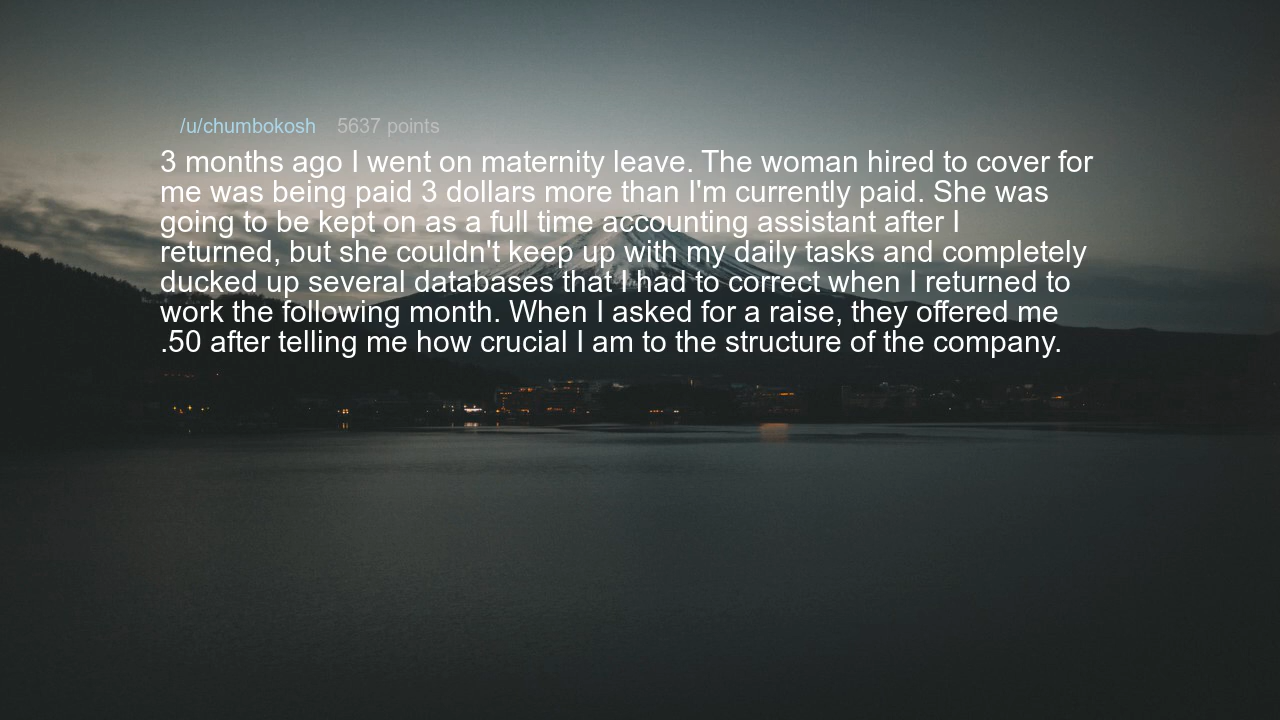 /u/chumbokosh 5637 points
3 months ago I went on maternity leave. The woman hired to cover for
me was being paid 3 dollars more than I'm currently paid. She was
going to be kept on as a full time accounting assistant after I
returned, but she couldn't keep up with my daily tasks and completely
ducked up several databases that I had to correct when I returned to
work the following month. When I asked for a raise, they offered me
.50 after telling me how crucial I am to the structure of the company.